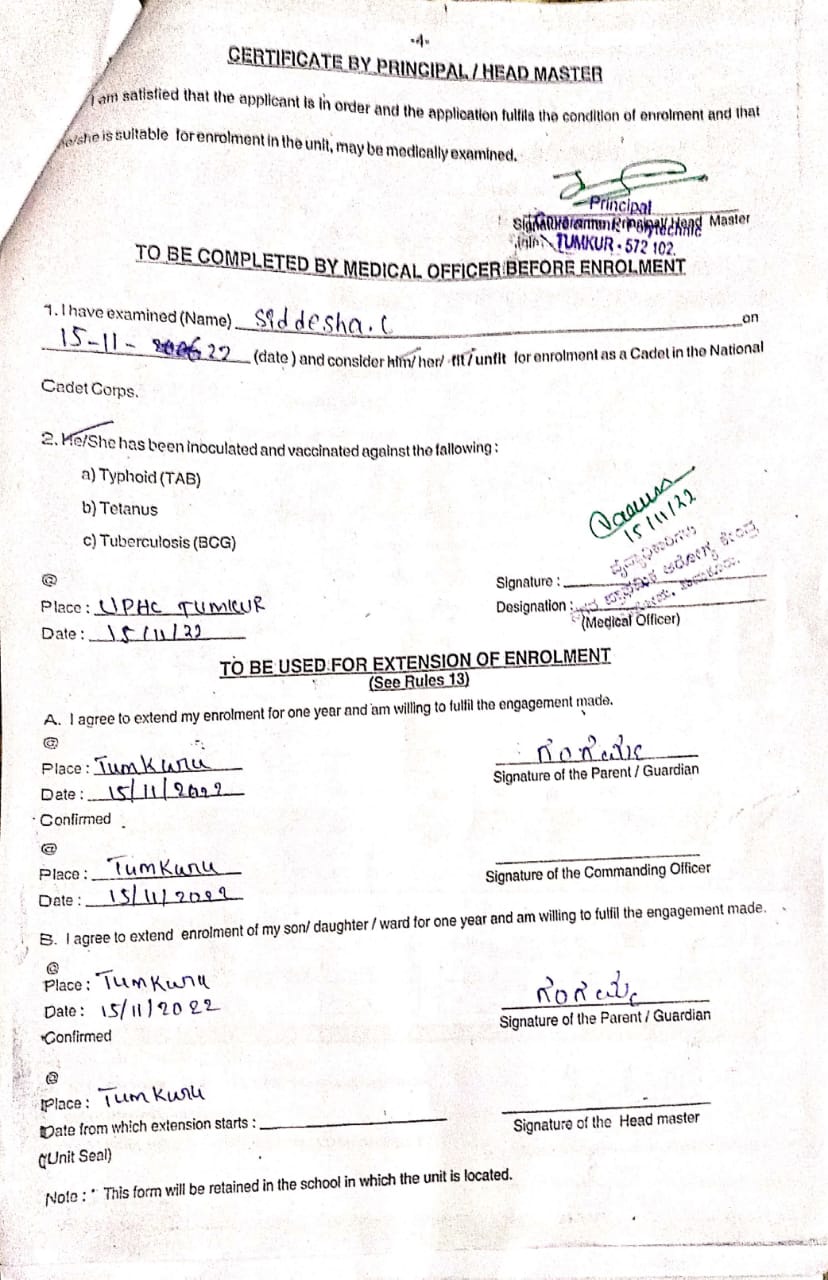 -4-
CERTIFICATE BY PRINCIPAL / HEAD MASTER
I am satisfied that the applicant is in order and the application fulfils the condition of enrolment and that
he/she is suitable for enrolment in the unit, may be medically examined.
Principal
Signature of the Principal/ Head Master
TUMKUR - 572 102.
TO BE COMPLETED BY MEDICAL OFFICER BEFORE ENROLMENT
1. I have examined (Name) Siddesha. C on
15-11- 22 (date ) and consider him/ her/ fit / unfit for enrolment as a Cadet in the National
Cadet Corps.
2. He/She has been inoculated and vaccinated against the fallowing :
a) Typhoid (TAB)
b) Tetanus
c) Tuberculosis (BCG)
15/11/22
@
Signature :
Place : UPHC TUMKUR
Designation :
Date : 15/11/22
(Medical Officer)
TO BE USED FOR EXTENSION OF ENROLMENT
(See Rules 13)
A. I agree to extend my enrolment for one year and am willing to fulfil the engagement made.
@
Place : Tumkuru
Signature of the Parent / Guardian
Date : 15/11/2022
Confirmed
@
Place : Tumkuru
Signature of the Commanding Officer
Date : 15/11/2022
B. I agree to extend enrolment of my son/ daughter / ward for one year and am willing to fulfil the engagement made.
@
Place : Tumkuru
Date : 15/11/2022
Signature of the Parent / Guardian
Confirmed
@
Place : Tumkuru
Date from which extension starts :
Signature of the Head master
(Unit Seal)
Note : * This form will be retained in the school in which the unit is located.